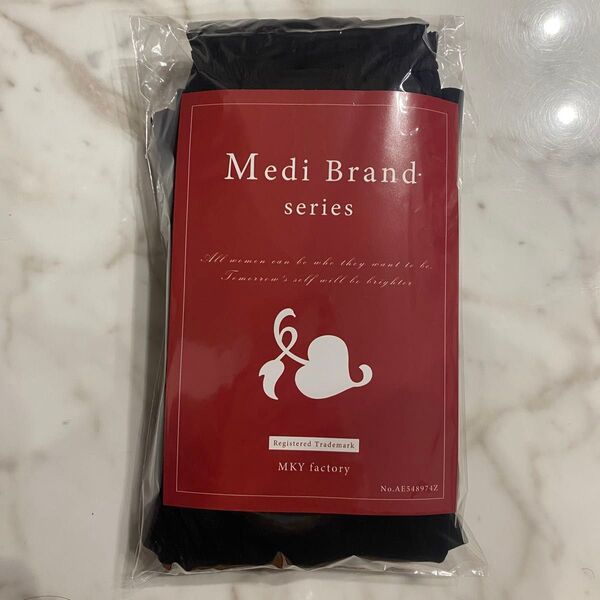 Medi Brand
series
All women can be who they want to be.
Tomorrow's self will be brighter
Registered Trademark
MKY factory
No.AE548974Z